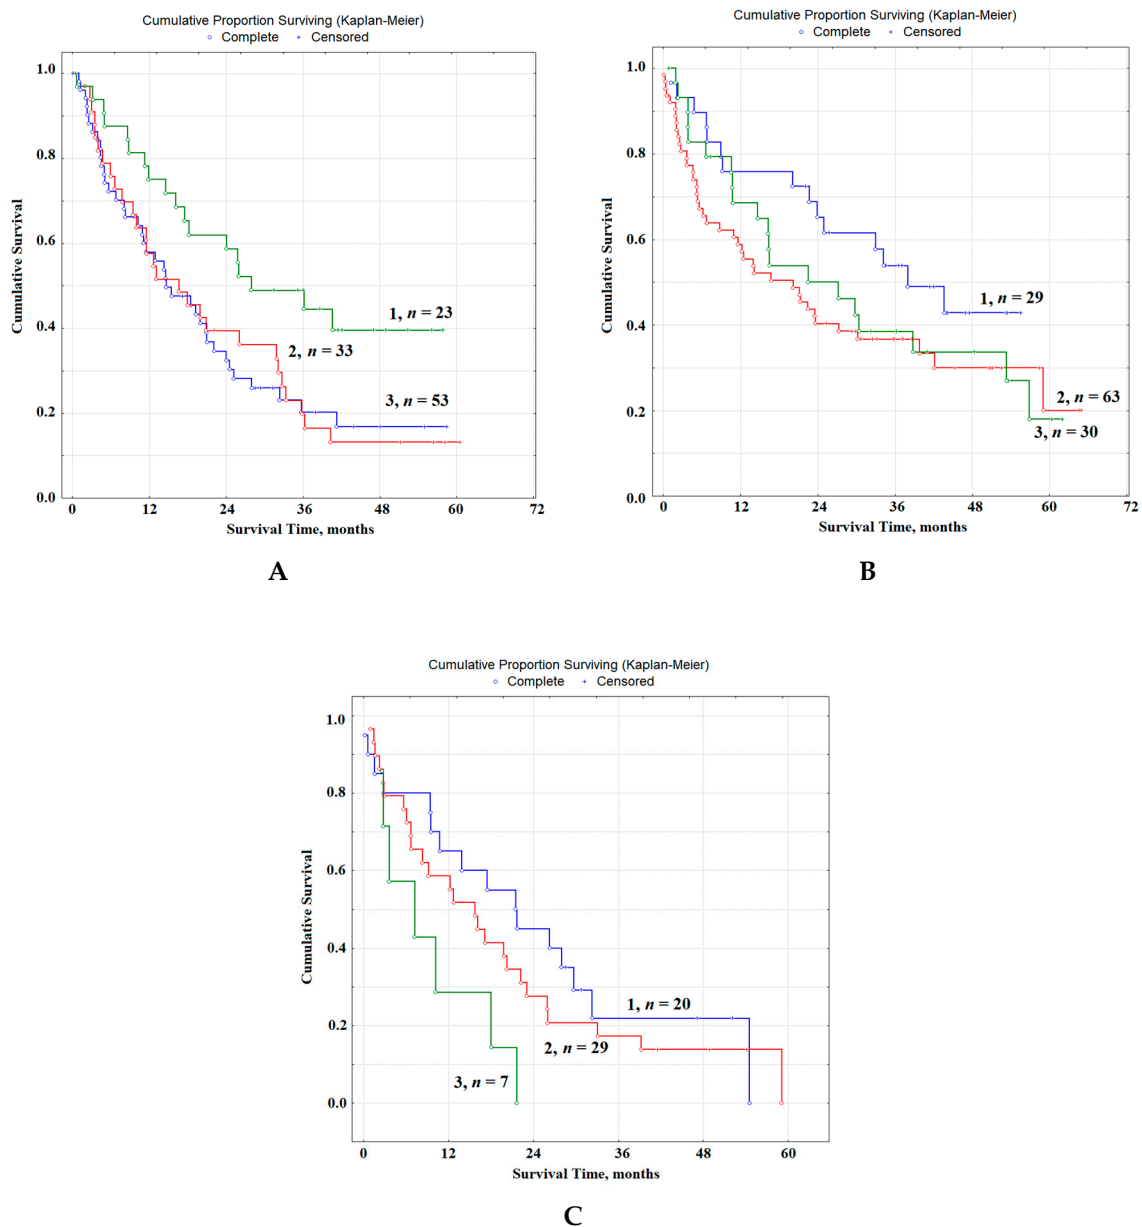 Cumulative Proportion Surviving (Kaplan-Meier)
Complete Censored
1.0
0.8
0.6
0.4
0.2
0.0
Cumulative Survival
1, n = 23
2, n = 33
3, n = 53
0 12 24 36 48 60 72
Survival Time, months
A
Cumulative Proportion Surviving (Kaplan-Meier)
Complete Censored
1.0
0.8
0.6
0.4
0.2
0.0
Cumulative Survival
1, n = 29
2, n = 63
3, n = 30
0 12 24 36 48 60 72
Survival Time, months
B
Cumulative Proportion Surviving (Kaplan-Meier)
Complete Censored
1.0
0.8
0.6
0.4
0.2
0.0
Cumulative Survival
1, n = 20
2, n = 29
3, n = 7
0 12 24 36 48 60
Survival Time, months
C